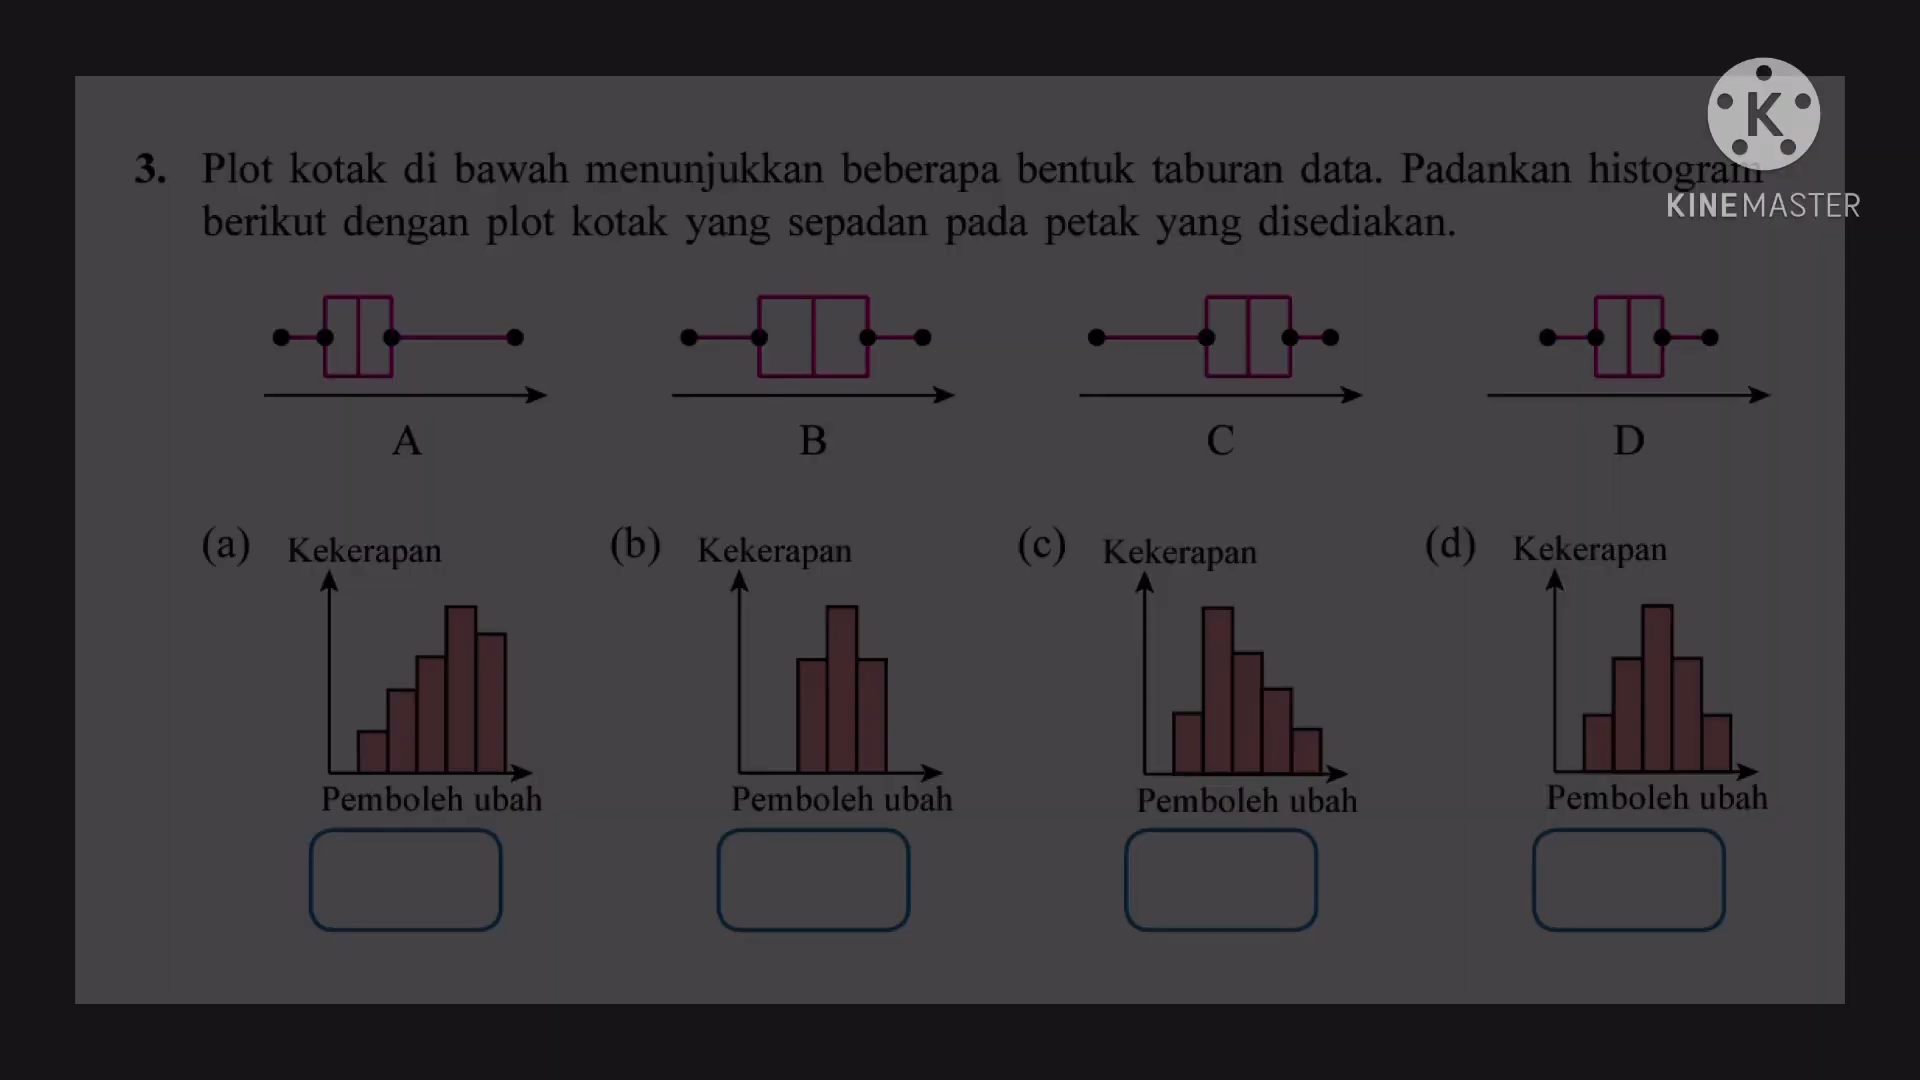 K
KINEMASTER
3. Plot kotak di bawah menunjukkan beberapa bentuk taburan data. Padankan histogram
berikut dengan plot kotak yang sepadan pada petak yang disediakan.
A B C D
(a) Kekerapan (b) Kekerapan (c) Kekerapan (d) Kekerapan
Pemboleh ubah Pemboleh ubah Pemboleh ubah Pemboleh ubah